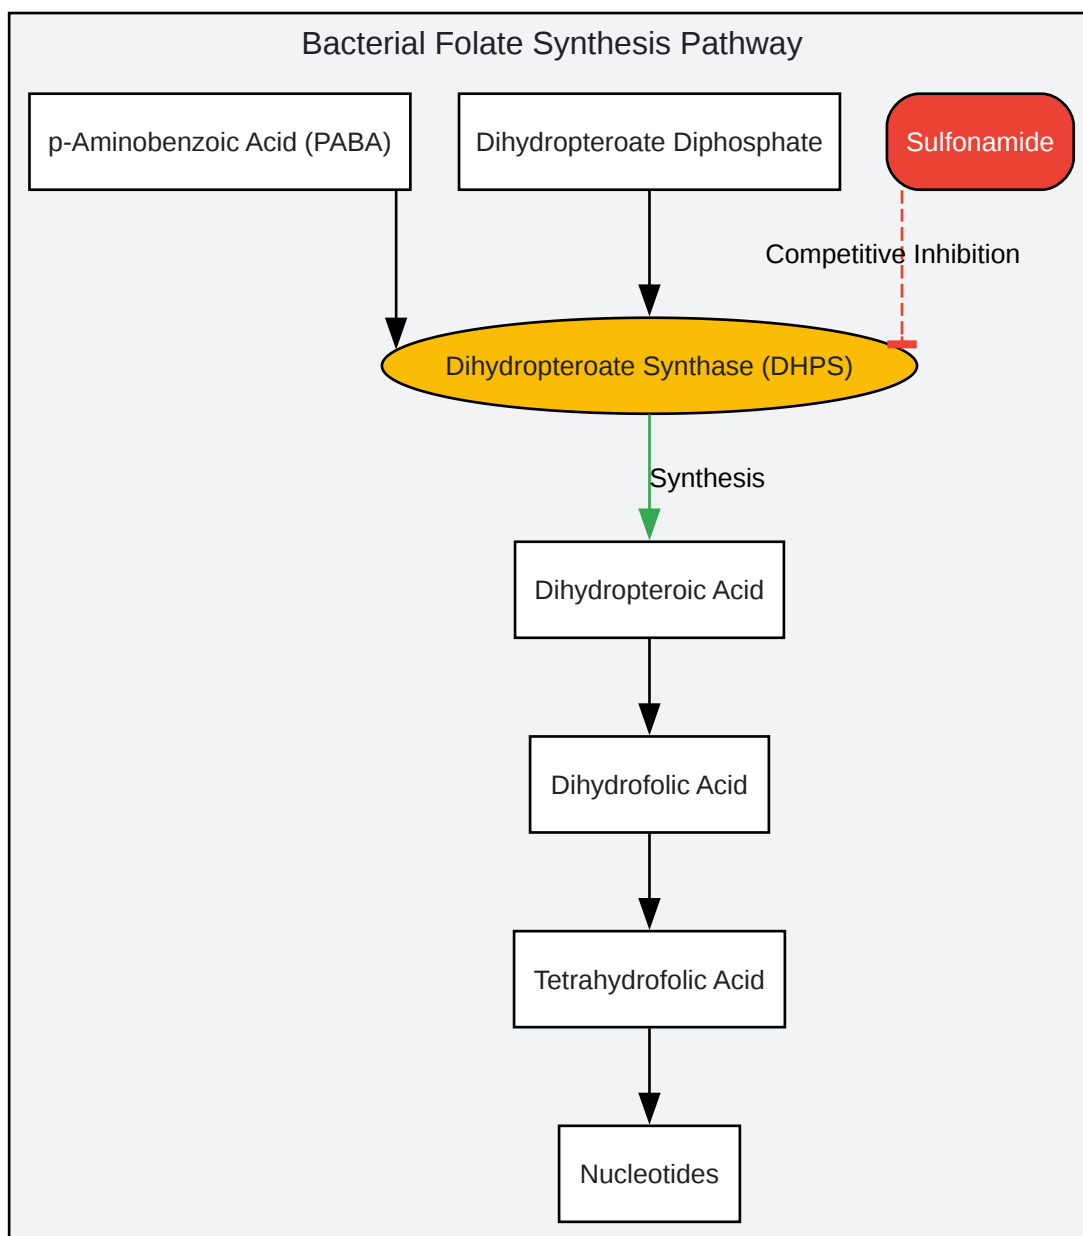 Bacterial Folate Synthesis Pathway
p-Aminobenzoic Acid (PABA)
Dihydropteroate Diphosphate
Sulfonamide
Competitive Inhibition
Dihydropteroate Synthase (DHPS)
Synthesis
Dihydropteroic Acid
Dihydrofolic Acid
Tetrahydrofolic Acid
Nucleotides